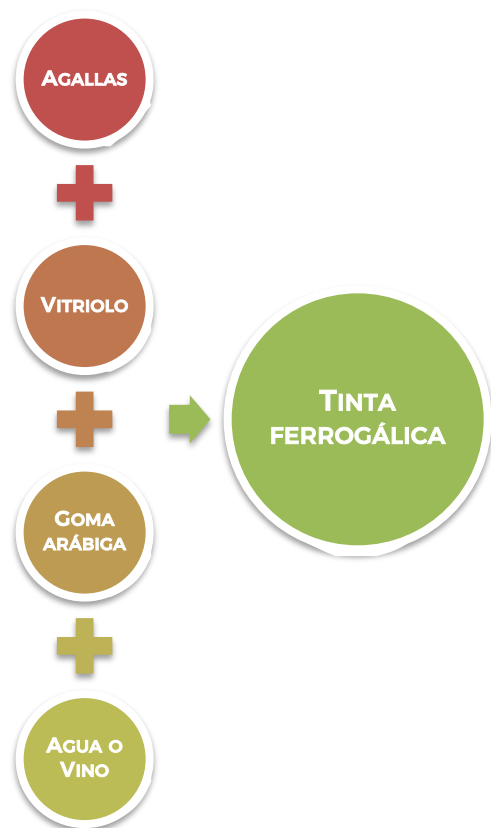 AGALLAS
VITRIOLO
GOMA
ARÁBIGA
AGUA O
VINO
TINTA
FERROGÁLICA